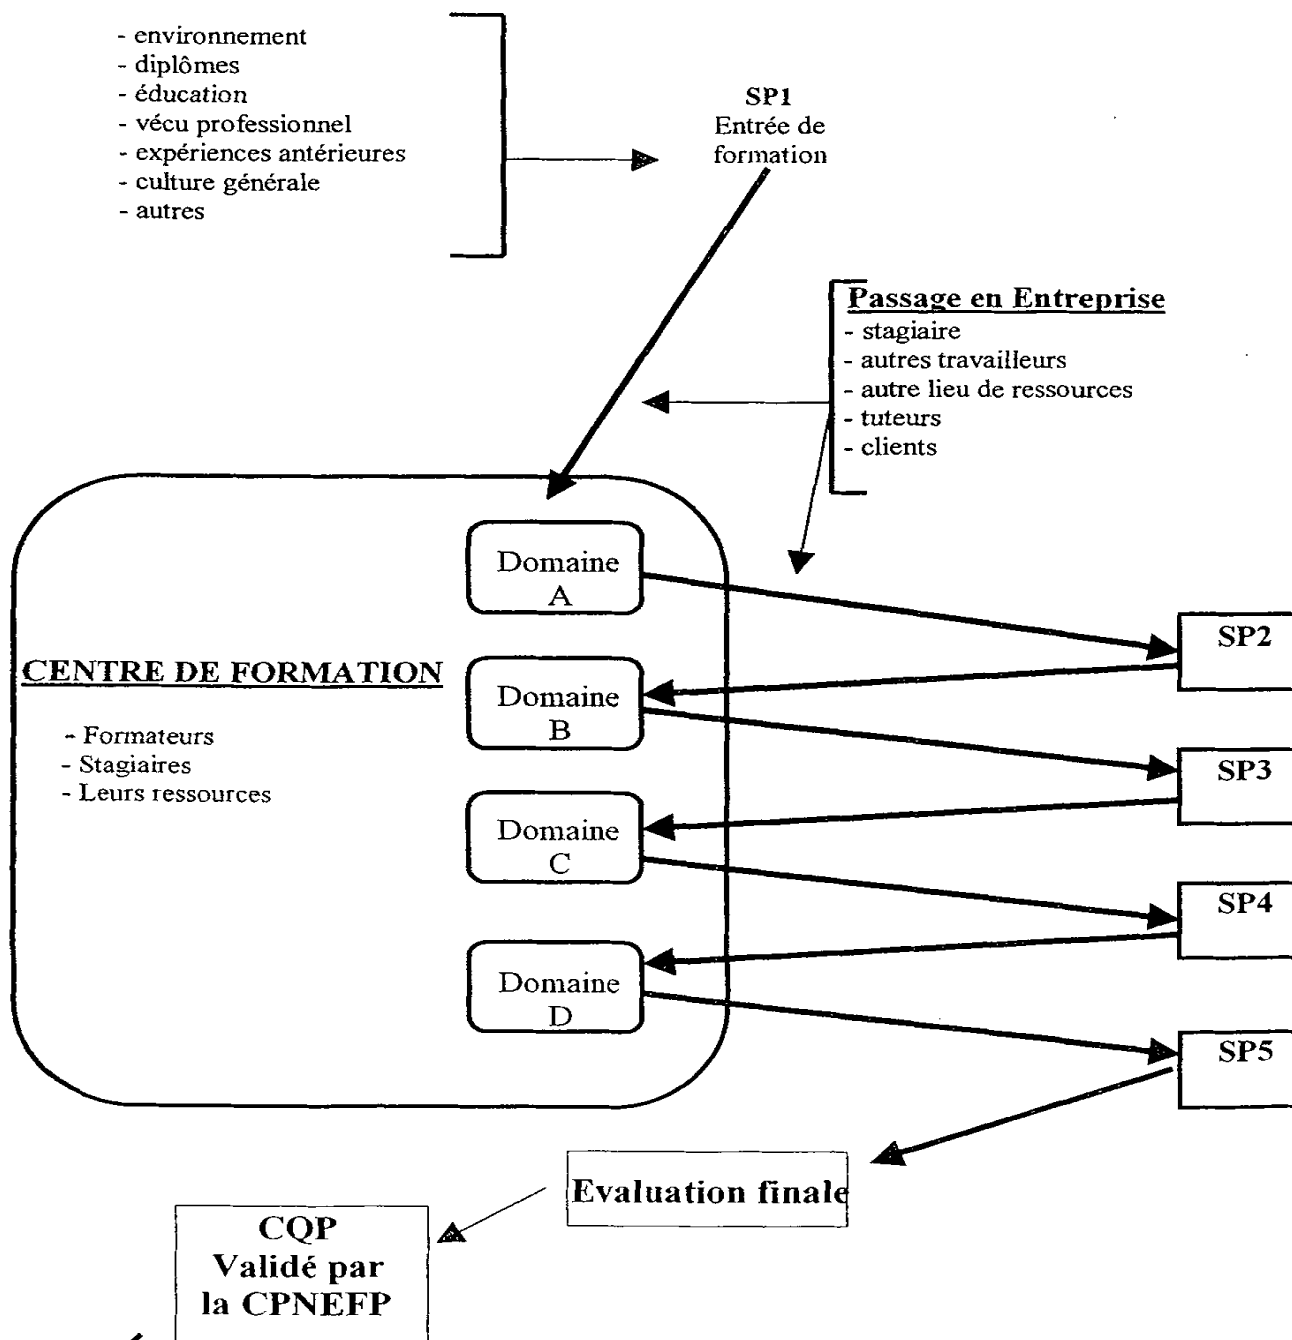 - environnement
- diplômes
- éducation
- vécu professionnel
- expériences antérieures
- culture générale
- autres
SP1
Entrée de
formation
Passage en Entreprise
- stagiaire
- autres travailleurs
- autre lieu de ressources
- tuteurs
- clients
CENTRE DE FORMATION
- Formateurs
- Stagiaires
- Leurs ressources
Domaine
A
Domaine
B
Domaine
C
Domaine
D
SP2
SP3
SP4
SP5
Evaluation finale
CQP
Validé par
la CPNEFP